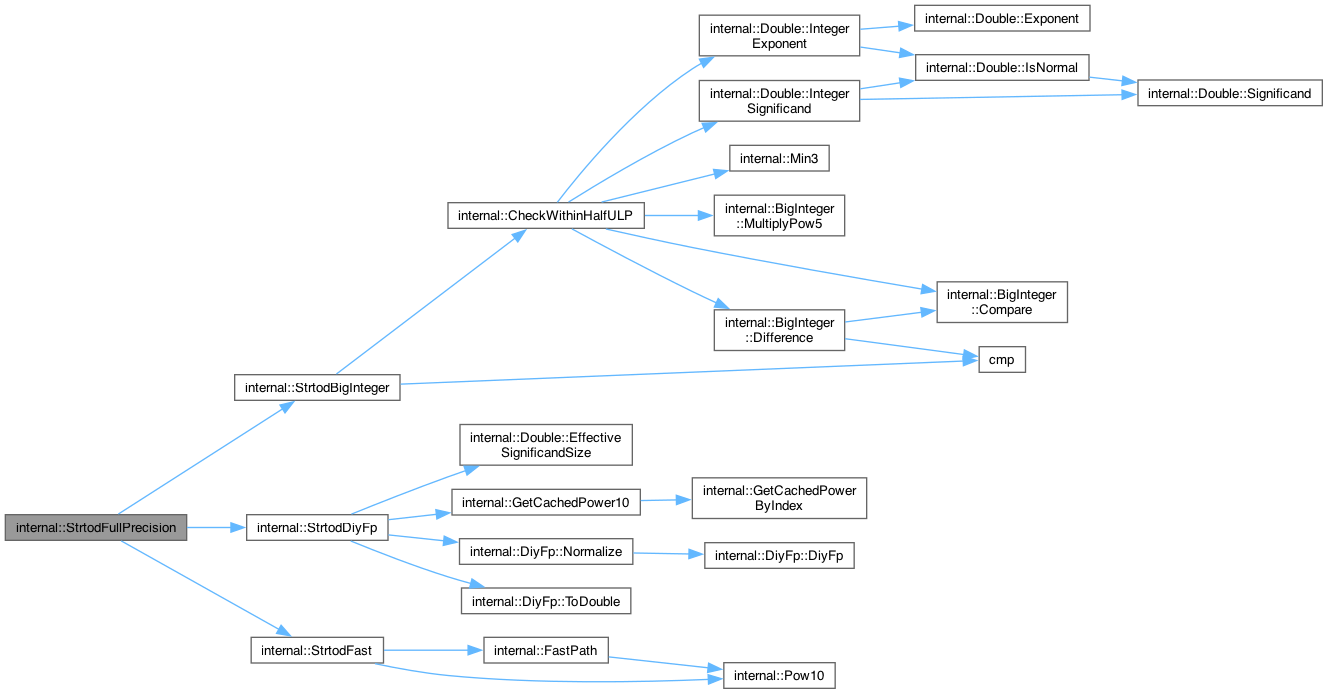 internal::Double::Exponent
internal::Double::Integer
Exponent
internal::Double::IsNormal
internal::Double::Significand
internal::Double::Integer
Significand
internal::Min3
internal::BigInteger
::MultiplyPow5
internal::CheckWithinHalfULP
internal::BigInteger
::Compare
internal::BigInteger
::Difference
cmp
internal::StrtodBigInteger
internal::Double::Effective
SignificandSize
internal::GetCachedPower
ByIndex
internal::GetCachedPower10
internal::StrtodFullPrecision
internal::StrtodDiyFp
internal::DiyFp::Normalize
internal::DiyFp::DiyFp
internal::DiyFp::ToDouble
internal::StrtodFast
internal::FastPath
internal::Pow10